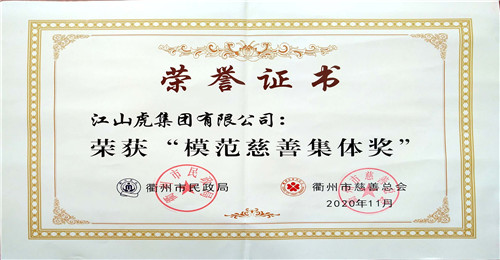 荣誉证书
江山虎集团有限公司：
荣获“模范慈善集体奖”
衢州市民政局 衢州市慈善总会
2020年11月